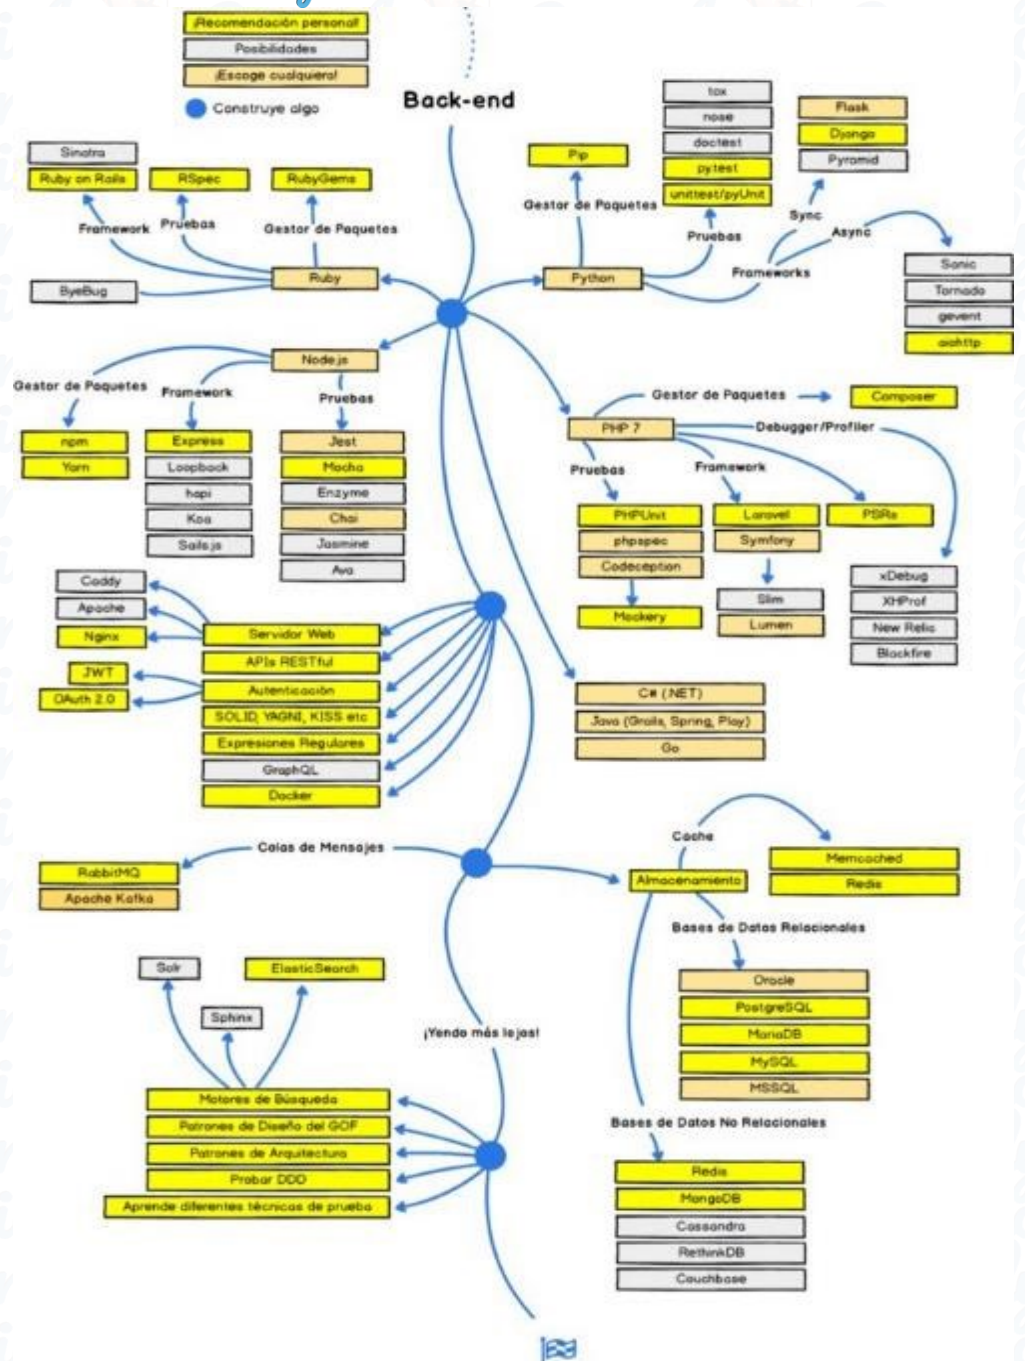 ¡Recomendación personal!
Posibilidades
¡Escoge cualquiera!
Construye algo
Back-end
Sinatra
Ruby on Rails
RSpec
RubyGems
Framework
Pruebas
Gestor de Paquetes
Ruby
ByeBug
Pip
Gestor de Paquetes
tox
nose
doctest
pytest
unittest/pyUnit
Pruebas
Flask
Django
Pyramid
Sync
Async
Frameworks
Python
Sanic
Tornado
gevent
aiohttp
Node.js
Gestor de Paquetes
Framework
Pruebas
npm
Yarn
Express
Loopback
hapi
Koa
Sails.js
Jest
Mocha
Enzyme
Chai
Jasmine
Ava
PHP 7
Gestor de Paquetes
Composer
Debugger/Profiler
Pruebas
Framework
PHPUnit
phpspec
Codeception
Mockery
Laravel
Symfony
Slim
Lumen
PSRs
xDebug
XHProf
New Relic
Blackfire
Caddy
Apache
Nginx
JWT
OAuth 2.0
Servidor Web
APIs RESTful
Autenticación
SOLID, YAGNI, KISS etc
Expresiones Regulares
GraphQL
Docker
C# (.NET)
Java (Grails, Spring, Play)
Go
Colas de Mensajes
RabbitMQ
Apache Kafka
Almacenamiento
Cache
Memcached
Redis
Bases de Datos Relacionales
Oracle
PostgreSQL
MariaDB
MySQL
MSSQL
Solr
Sphinx
ElasticSearch
¡Yendo más lejos!
Motores de Búsqueda
Patrones de Diseño del GOF
Patrones de Arquitectura
Probar DDD
Aprende diferentes técnicas de prueba
Bases de Datos No Relacionales
Redis
MongoDB
Cassandra
RethinkDB
Couchbase